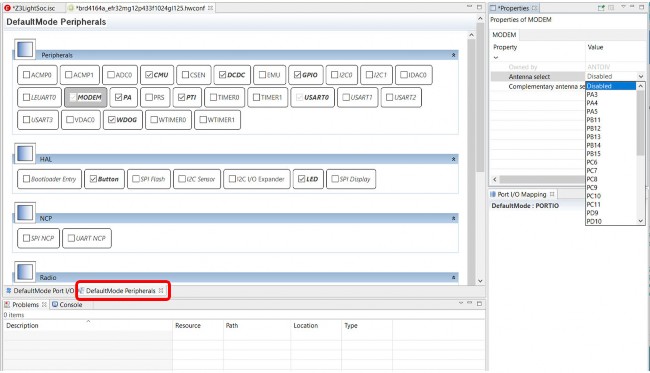 *Z3LightSoc.isc
*brd4164a_efr32mg12p433f1024gl125.hwconf
DefaultMode Peripherals
Peripherals
ACMP0 ACMP1 ADC0 CMU CSEN DCDC EMU GPIO I2C0 I2C1 IDAC0
LEUART0 MODEM PA PRS PTI TIMER0 TIMER1 USART0 USART1 USART2
USART3 VDAC0 WDOG WTIMER0 WTIMER1
HAL
Bootloader Entry Button SPI Flash I2C Sensor I2C I/O Expander LED SPI Display
NCP
SPI NCP UART NCP
Radio
DefaultMode Port I/O DefaultMode Peripherals
Problems Console
0 items
Description Resource Path Location Type
*Properties
Properties of MODEM
MODEM
Property Value
Owned by ANTDIV
Antenna select Disabled
Complementary antenna se
Disabled
PA3
PA4
PA5
PB11
PB12
PB13
PB14
PB15
PC6
PC7
PC8
PC9
PC10
PC11
PD9
PD10
Port I/O Mapping
DefaultMode : PORTIO